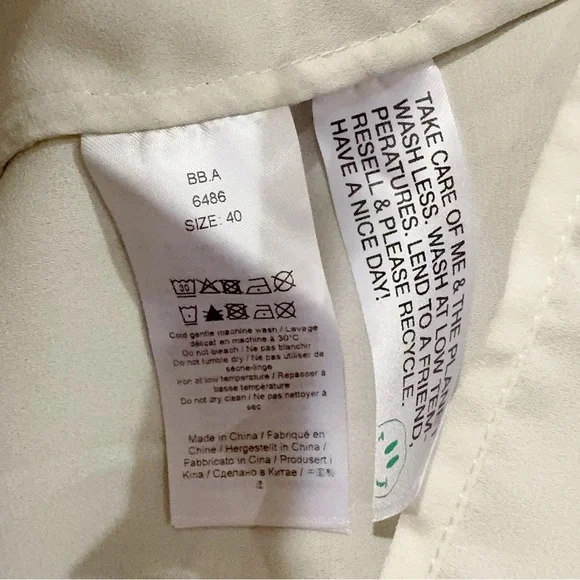 BB.A
6486
SIZE: 40
30
Cold gentle machine wash / Lavage
délicat en machine à 30°C
Do not bleach / Ne pas blanchir
Do not tumble dry / Ne pas utiliser de
sèche-linge
Iron at low temperature / Repasser à
basse température
Do not dry clean / Ne pas nettoyer à
sec
Made in China / Fabriqué en
Chine / Hergestellt in China /
Fabbricato in Cina / Produsert i
Kina / Сделано в Китае /
TAKE CARE OF ME & THE
WASH LESS. WASH AT LOW TEM-
PERATURES. LEND TO A FRIEND,
RESELL & PLEASE RECYCLE.
HAVE A NICE DAY!